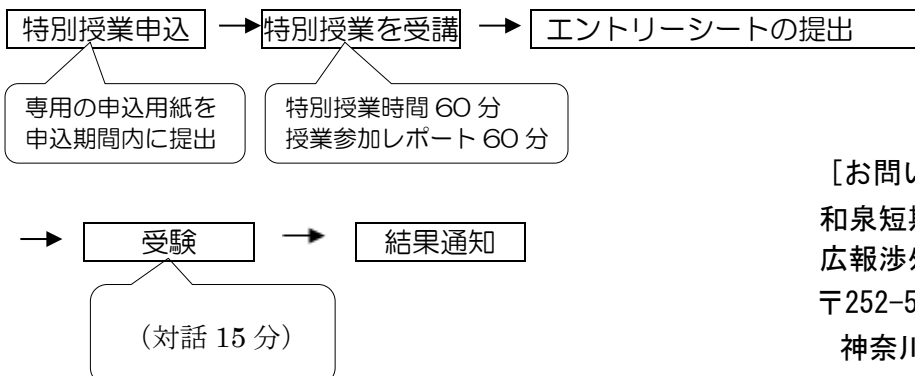 特別授業申込 → 特別授業を受講 → エントリーシートの提出
専用の申込用紙を
申込期間内に提出
特別授業時間 60 分
授業参加レポート 60 分
→ 受験 → 結果通知
（対話 15 分）
［お問い
和泉短
広報渉
〒252-5
神奈川